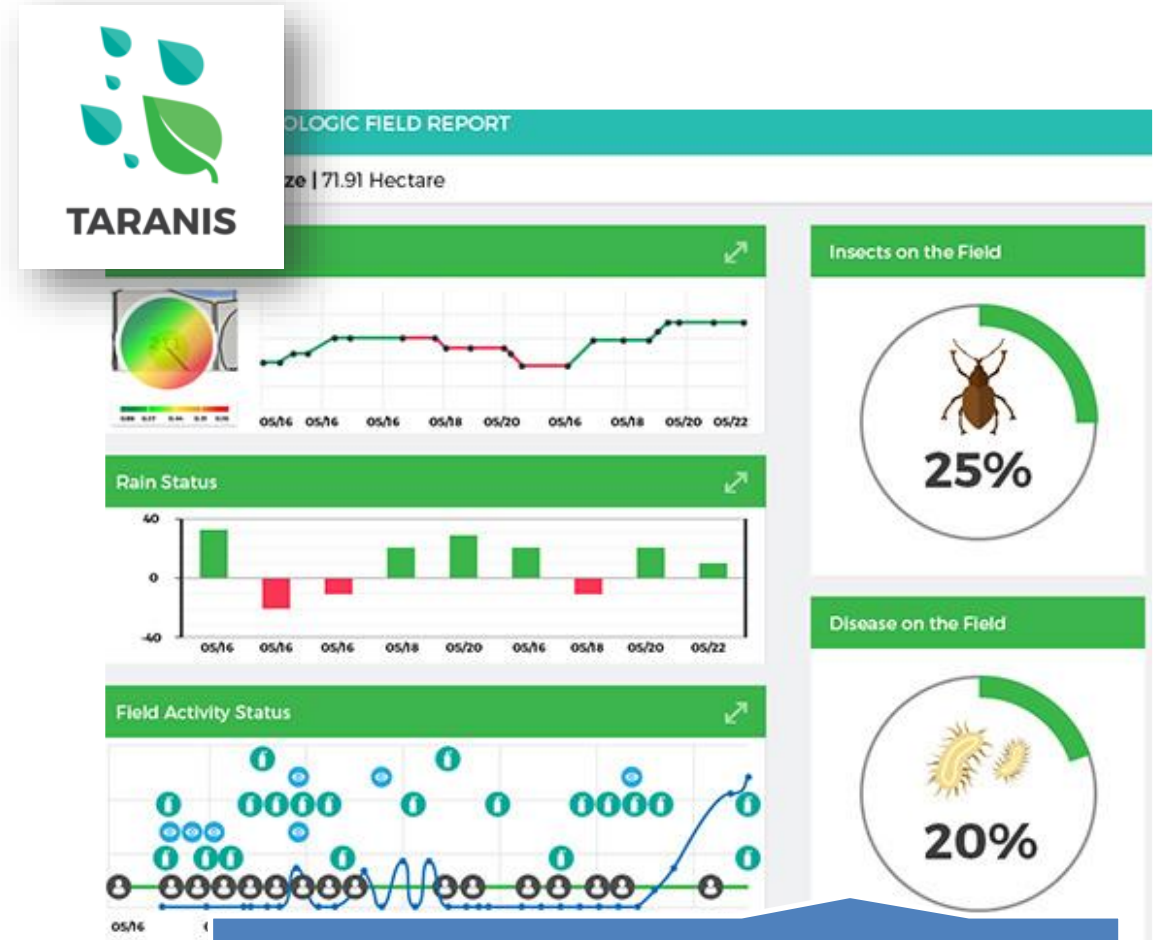 TARANIS
OLOGIC FIELD REPORT
ze | 71.91 Hectare
05/16 05/16 05/16 05/18 05/20 05/16 05/18 05/20 05/22
Rain Status
40
0
-40
05/16 05/16 05/16 05/18 05/20 05/16 05/18 05/20 05/22
Field Activity Status
05/16
Insects on the Field
25%
Disease on the Field
20%